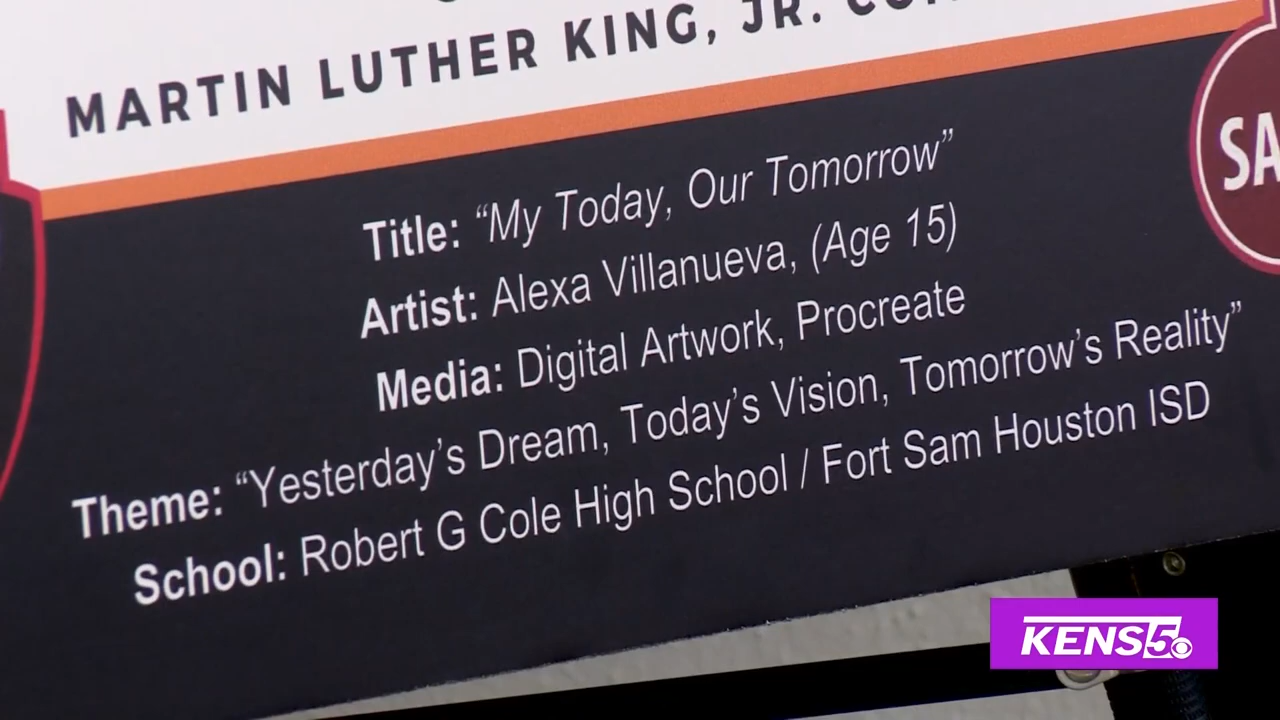 MARTIN LUTHER KING, JR.
Title: “My Today, Our Tomorrow”
Artist: Alexa Villanueva, (Age 15)
Media: Digital Artwork, Procreate
Theme: “Yesterday’s Dream, Today’s Vision, Tomorrow’s Reality”
School: Robert G Cole High School / Fort Sam Houston ISD
SA
KENS5